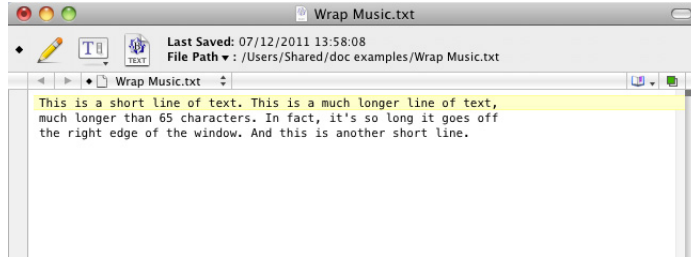 Wrap Music.txt
Last Saved: 07/12/2011 13:58:08
File Path ▾ : /Users/Shared/doc examples/Wrap Music.txt
TEXT
Wrap Music.txt
This is a short line of text. This is a much longer line of text,
much longer than 65 characters. In fact, it's so long it goes off
the right edge of the window. And this is another short line.